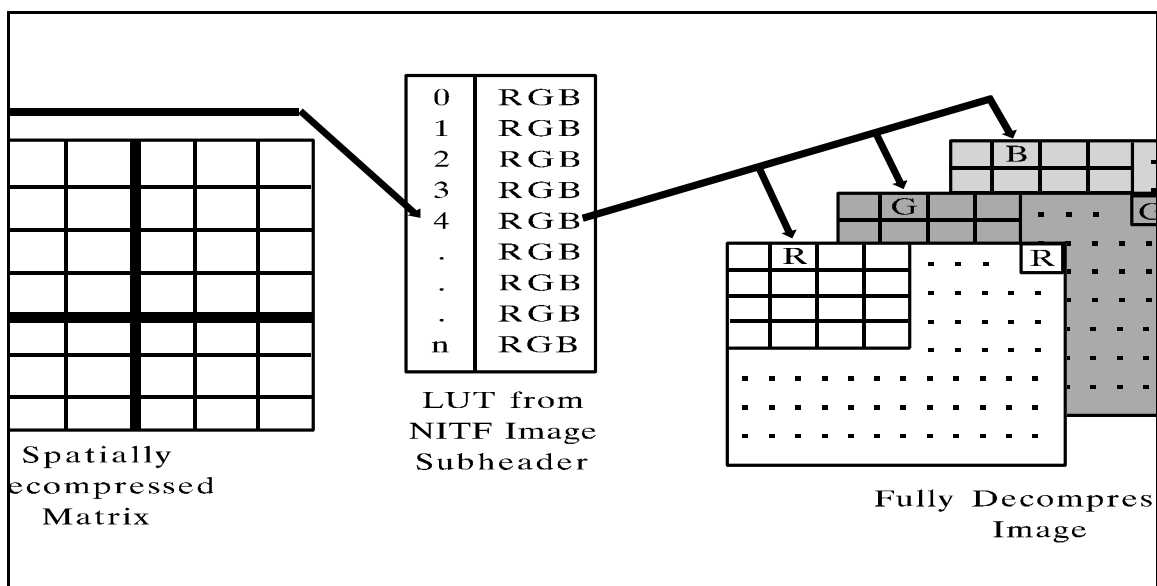 0 RGB
1 RGB
2 RGB
3 RGB
4 RGB
. RGB
. RGB
. RGB
n RGB
LUT from
NITF Image
Subheader
Spatially
ecompressed
Matrix
B
G
G
R
R
Fully Decompres
Image